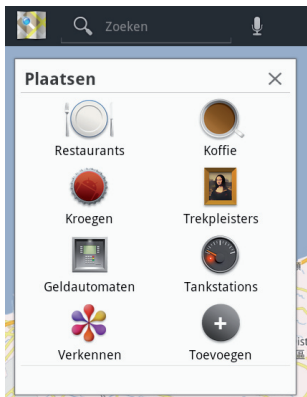 Zoeken
Plaatsen
Restaurants
Koffie
Kroegen
Trekpleisters
Geldautomaten
Tankstations
Verkennen
Toevoegen